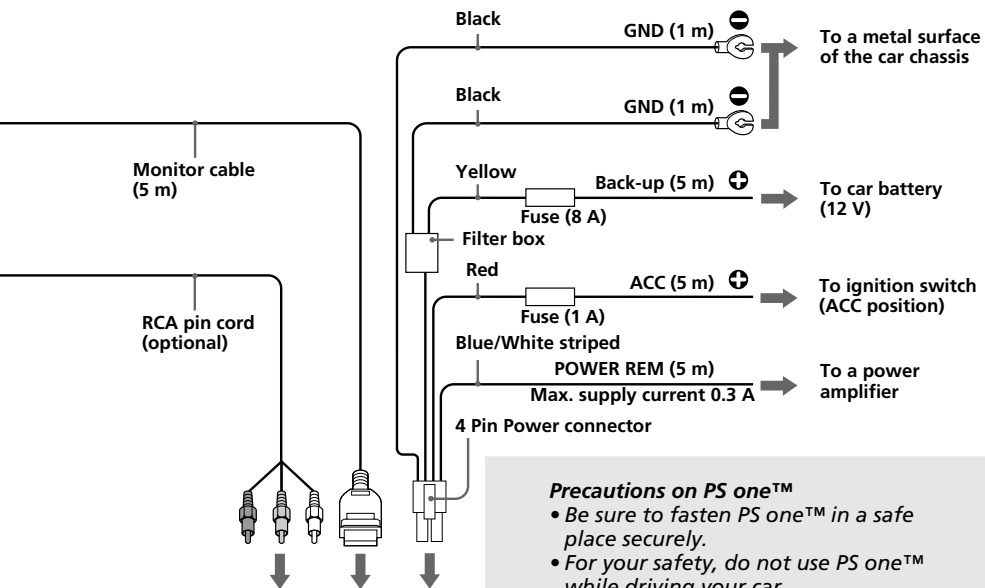 Black
GND (1 m)
To a metal surface
of the car chassis
Black
GND (1 m)
Monitor cable
(5 m)
Yellow
Back-up (5 m)
To car battery
(12 V)
Fuse (8 A)
Filter box
Red
ACC (5 m)
To ignition switch
(ACC position)
Fuse (1 A)
RCA pin cord
(optional)
Blue/White striped
POWER REM (5 m)
Max. supply current 0.3 A
To a power
amplifier
4 Pin Power connector
Precautions on PS one™
• Be sure to fasten PS one™ in a safe
place securely.
• For your safety, do not use PS one™
while driving your car.